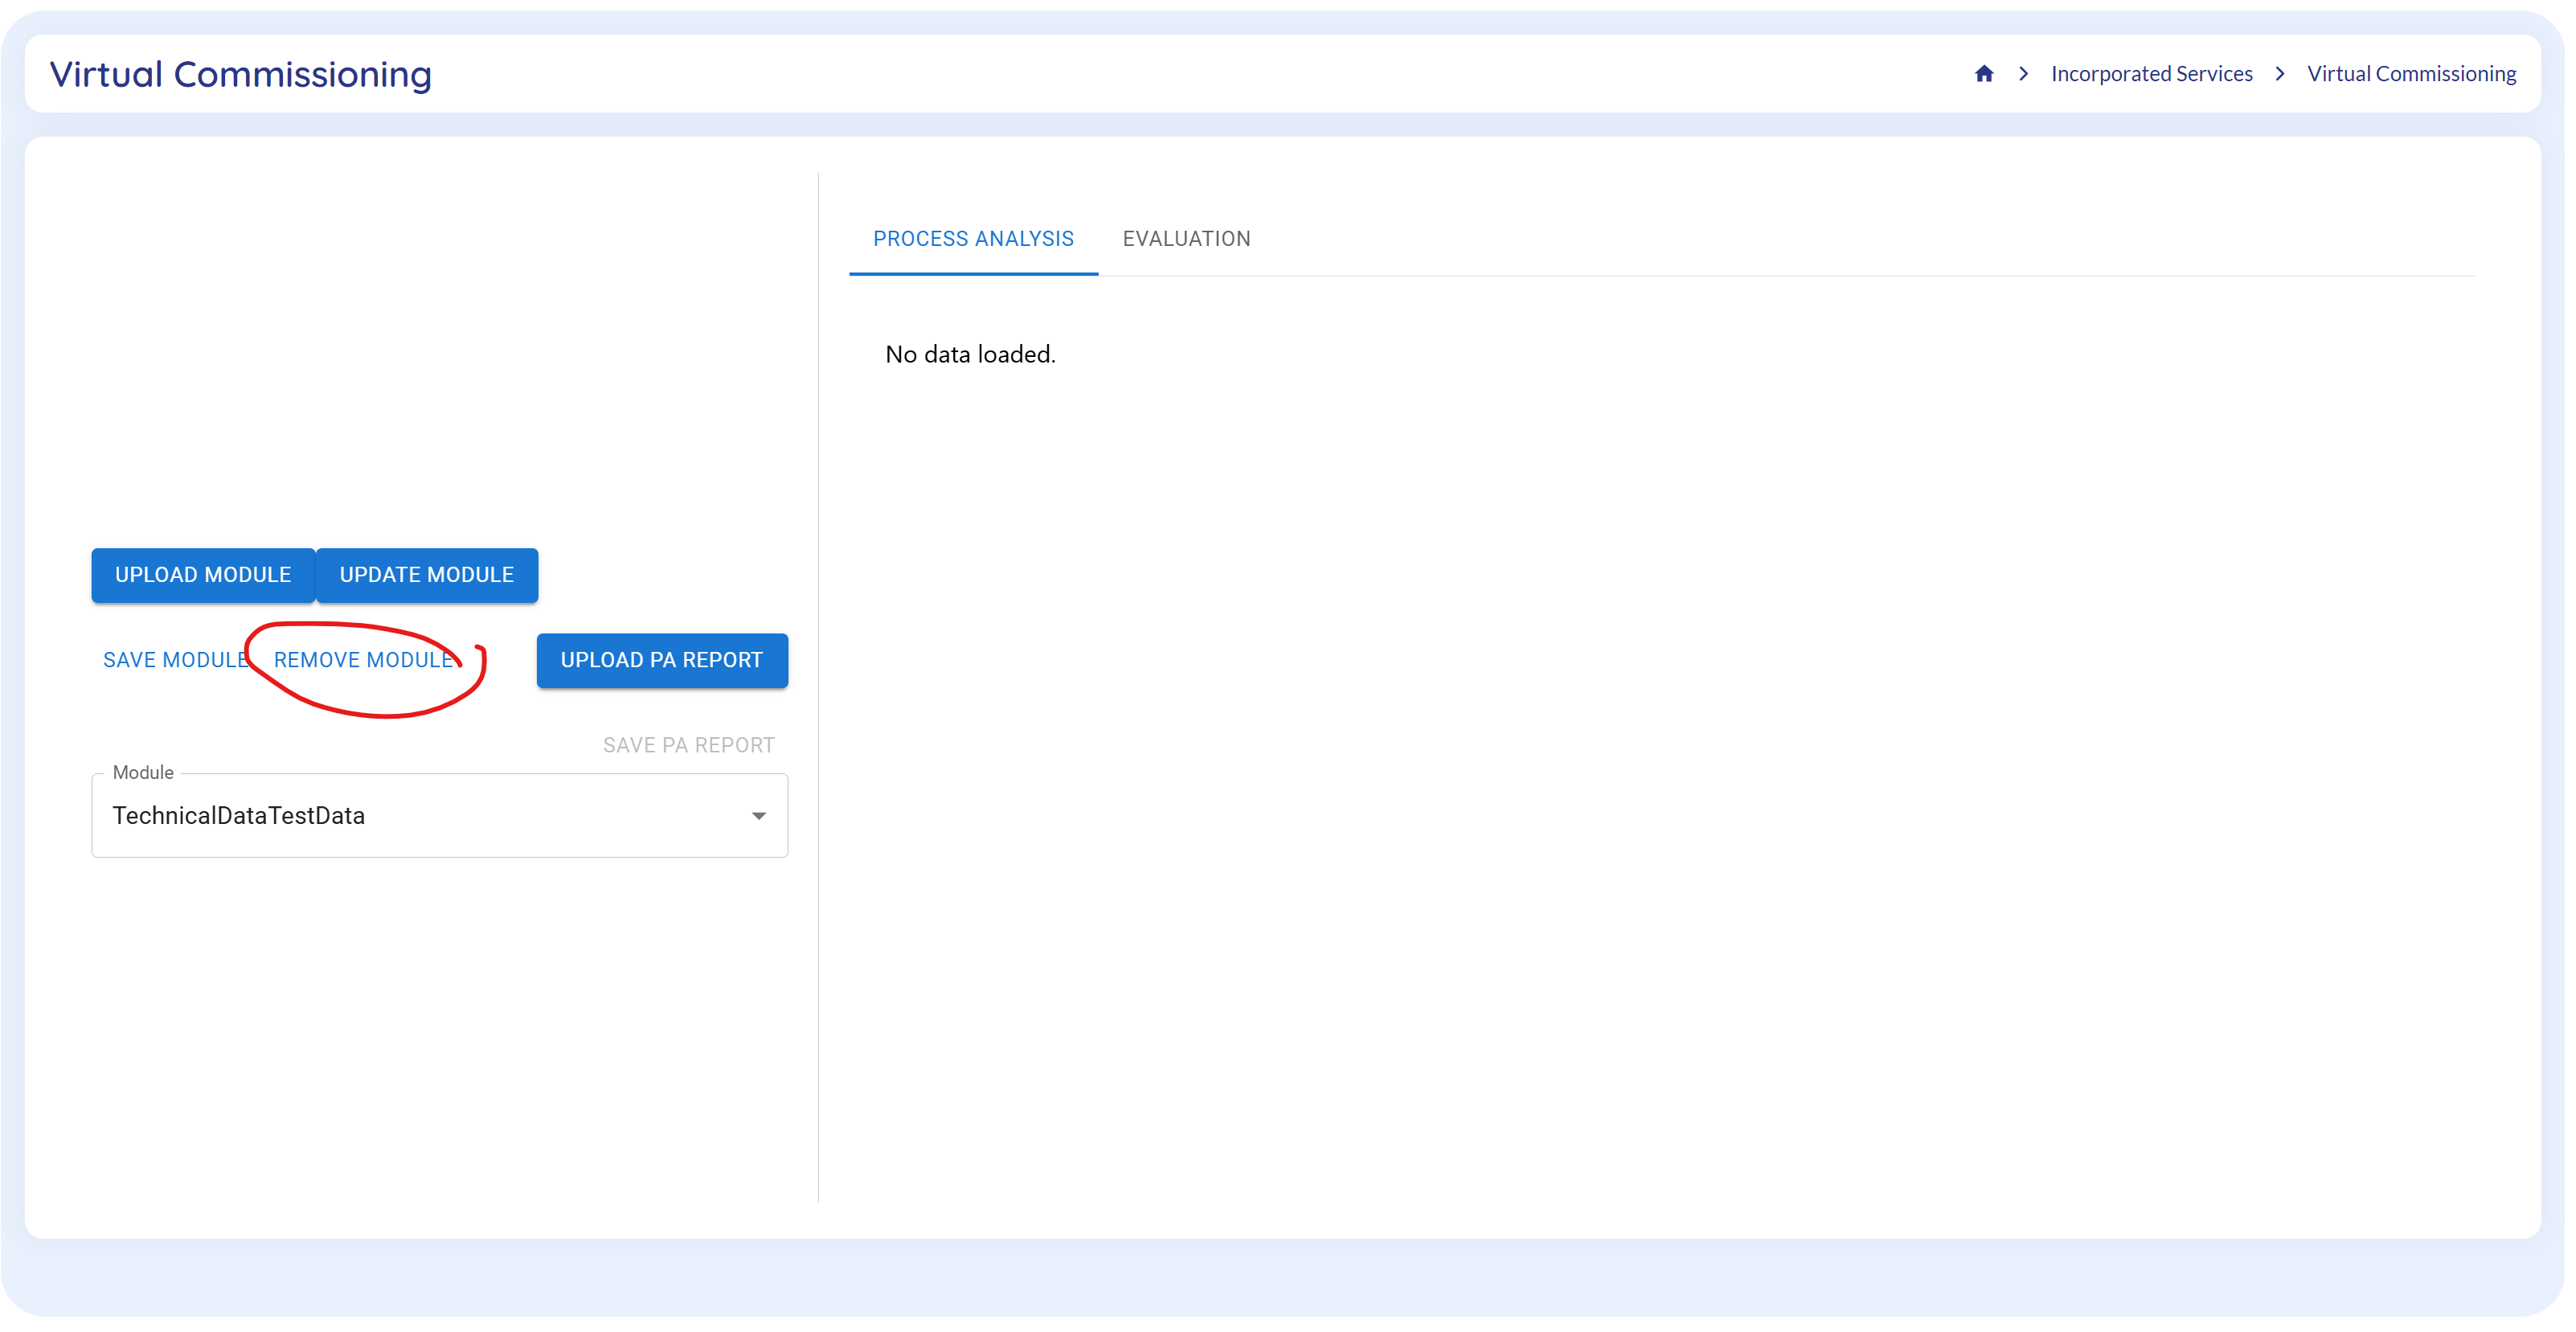 Virtual Commissioning
Incorporated Services
Virtual Commissioning
PROCESS ANALYSIS
EVALUATION
No data loaded.
UPLOAD MODULE
UPDATE MODULE
SAVE MODULE
REMOVE MODULE
UPLOAD PA REPORT
SAVE PA REPORT
Module
TechnicalDataTestData